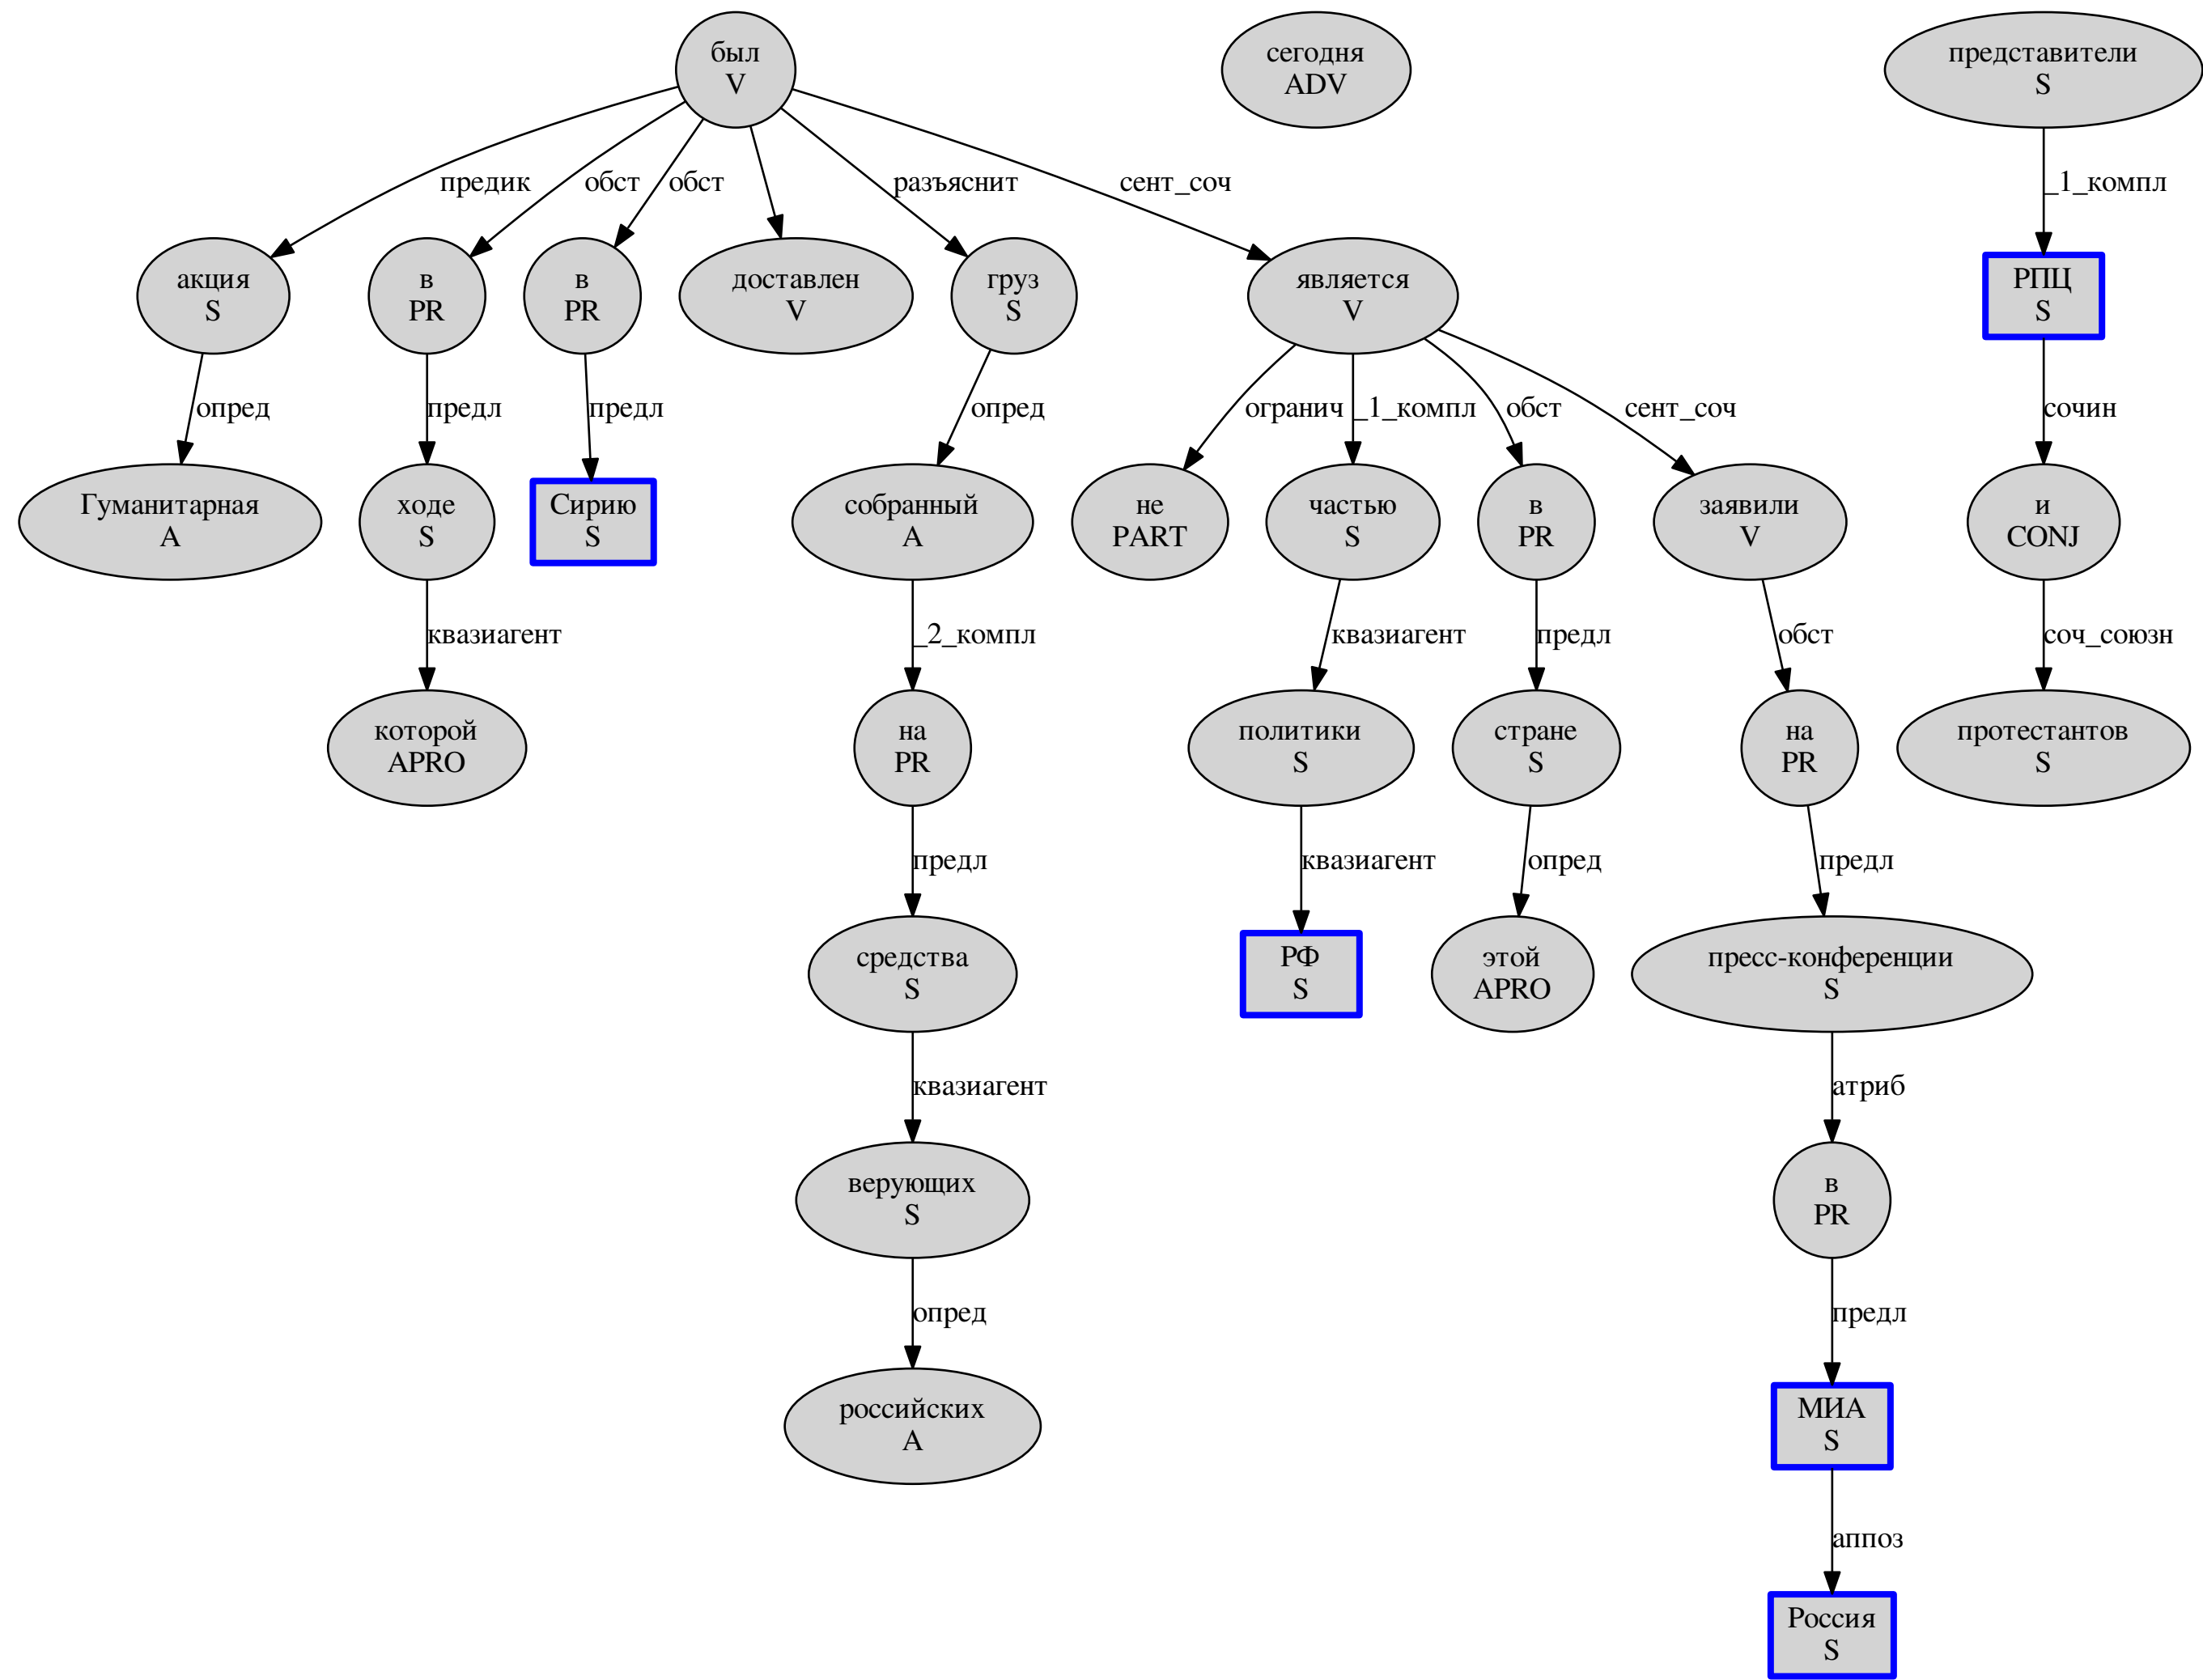 был
V
сегодня
ADV
представители
S
предик
обст
обст
разъяснит
сент_соч
_1_компл
акция
S
в
PR
в
PR
доставлен
V
груз
S
является
V
РПЦ
S
опред
предл
предл
опред
огранич
_1_компл
обст
сент_соч
сочин
Гуманитарная
A
ходе
S
Сирию
S
собранный
A
не
PART
частью
S
в
PR
заявили
V
и
CONJ
квазиагент
_2_компл
квазиагент
предл
обст
соч_союзн
которой
APRO
на
PR
политики
S
стране
S
на
PR
протестантов
S
предл
квазиагент
опред
предл
средства
S
РФ
S
этой
APRO
пресс-конференции
S
квазиагент
атриб
верующих
S
в
PR
опред
предл
российских
A
МИА
S
аппоз
Россия
S